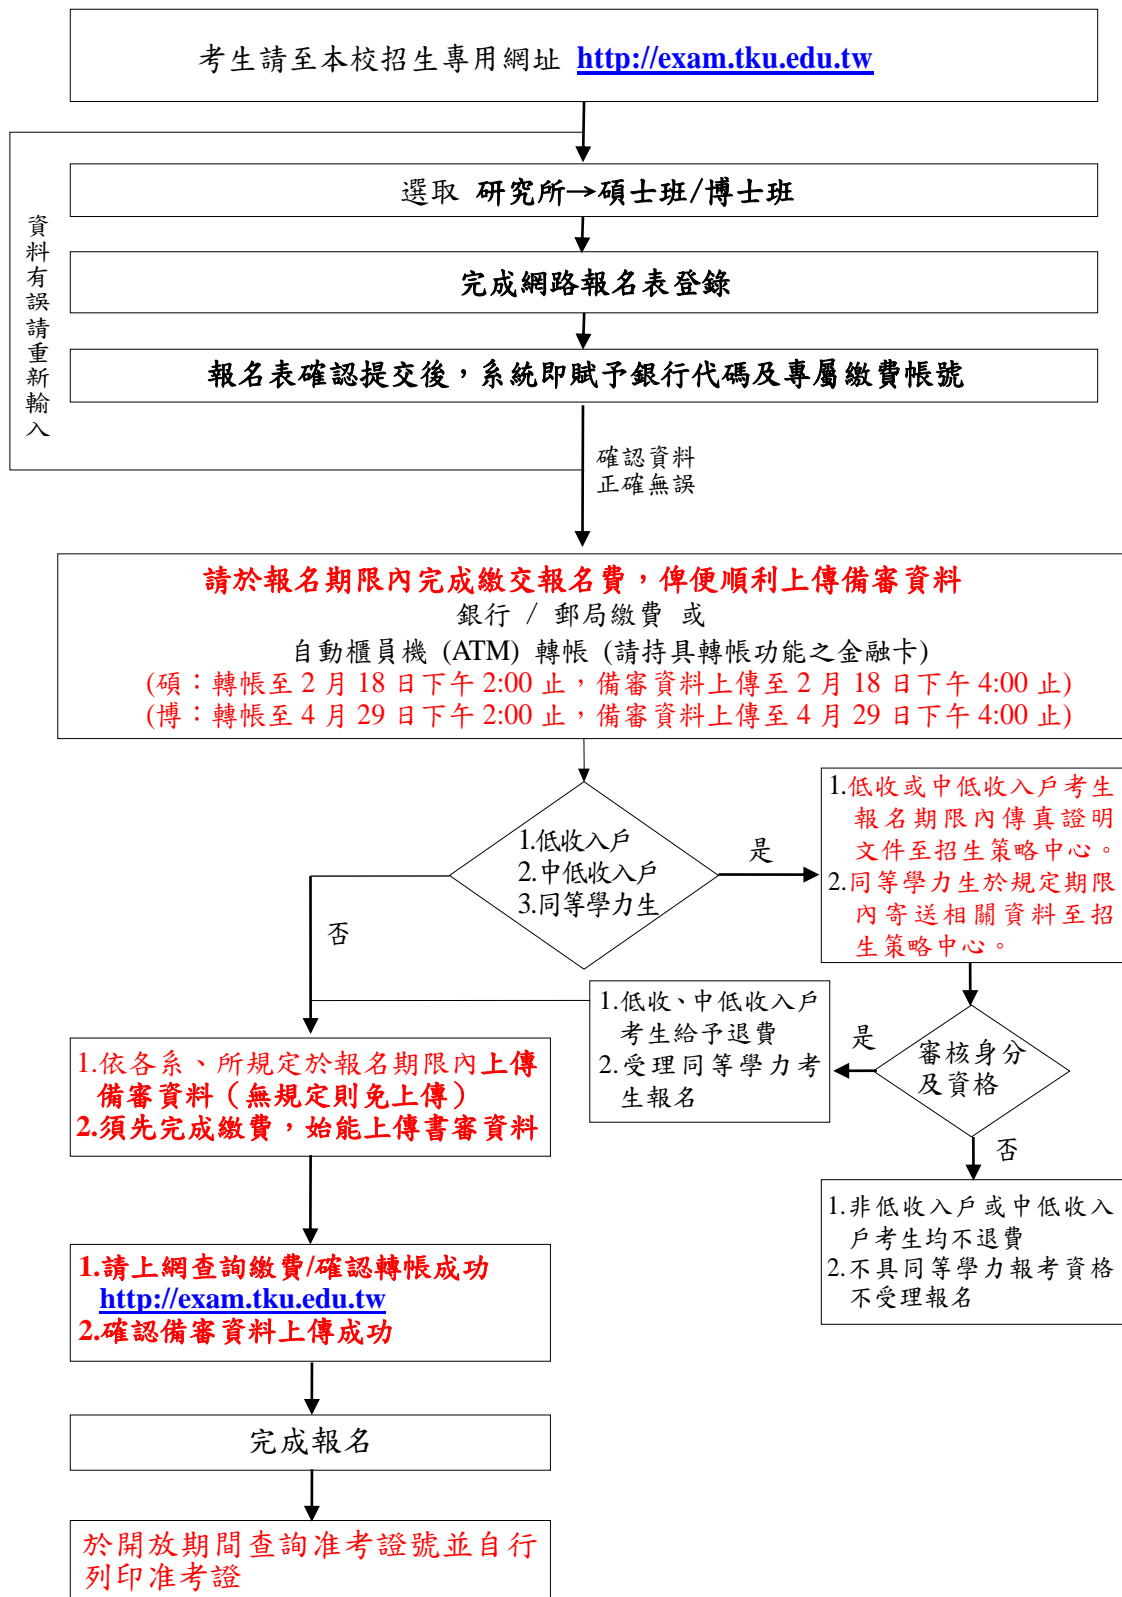 考生請至本校招生專用網址 http://exam.tku.edu.tw
選取 研究所→碩士班/博士班
完成網路報名表登錄
報名表確認提交後，系統即賦予銀行代碼及專屬繳費帳號
資料有誤請重新輸入
確認資料
正確無誤
請於報名期限內完成繳交報名費，俾便順利上傳備審資料
銀行 / 郵局繳費 或
自動櫃員機 (ATM) 轉帳 (請持具轉帳功能之金融卡)
(碩：轉帳至 2 月 18 日下午 2:00 止，備審資料上傳至 2 月 18 日下午 4:00 止)
(博：轉帳至 4 月 29 日下午 2:00 止，備審資料上傳至 4 月 29 日下午 4:00 止)
1.低收入戶
2.中低收入戶
3.同等學力生
是
1.低收或中低收入戶考生
報名期限內傳真證明
文件至招生策略中心。
2.同等學力生於規定期限
內寄送相關資料至招
生策略中心。
否
審核身分
及資格
是
1.低收、中低收入戶
考生給予退費
2.受理同等學力考
生報名
否
1.非低收入戶或中低收入
戶考生均不退費
2.不具同等學力報考資格
不受理報名
1.依各系、所規定於報名期限內上傳
備審資料（無規定則免上傳）
2.須先完成繳費，始能上傳書審資料
1.請上網查詢繳費/確認轉帳成功
http://exam.tku.edu.tw
2.確認備審資料上傳成功
完成報名
於開放期間查詢准考證號並自行
列印准考證